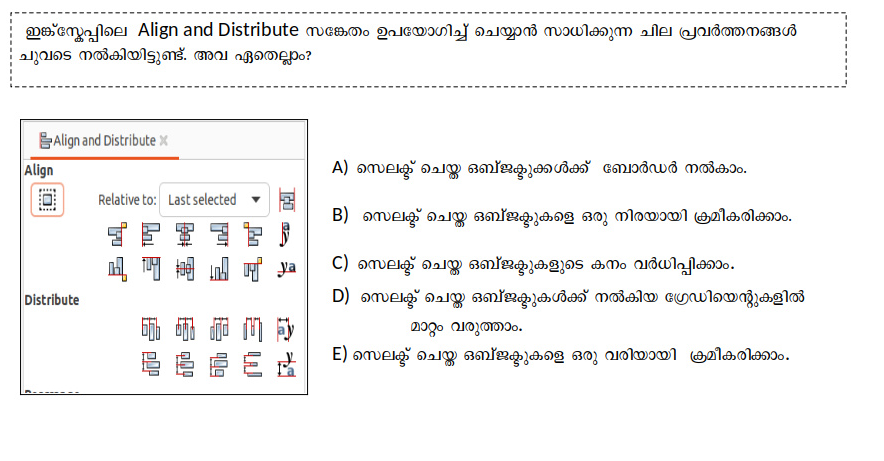 ഇങ്ക്സ്കേപ്പിലെ Align and Distribute സങ്കേതം ഉപയോഗിച്ച് ചെയ്യാൻ സാധിക്കുന്ന ചില പ്രവർത്തനങ്ങൾ
ചുവടെ നൽകിയിട്ടുണ്ട്. അവ ഏതെല്ലാം?
Align and Distribute
Align
Relative to: Last selected
Distribute
A) സെലക്ട് ചെയ്ത ഒബ്ജക്ടുക്കൾക്ക് ബോർഡർ നൽകാം.
B) സെലക്ട് ചെയ്ത ഒബ്ജക്ടുകളെ ഒരു നിരയായി ക്രമീകരിക്കാം.
C) സെലക്ട് ചെയ്ത ഒബ്ജക്ടുകളുടെ കനം വർധിപ്പിക്കാം.
D) സെലക്ട് ചെയ്ത ഒബ്ജക്ടുകൾക്ക് നൽകിയ ഗ്രേഡിയെന്റുകളിൽ
മാറ്റം വരുത്താം.
E) സെലക്ട് ചെയ്ത ഒബ്ജക്ടുകളെ ഒരു വരിയായി ക്രമീകരിക്കാം.